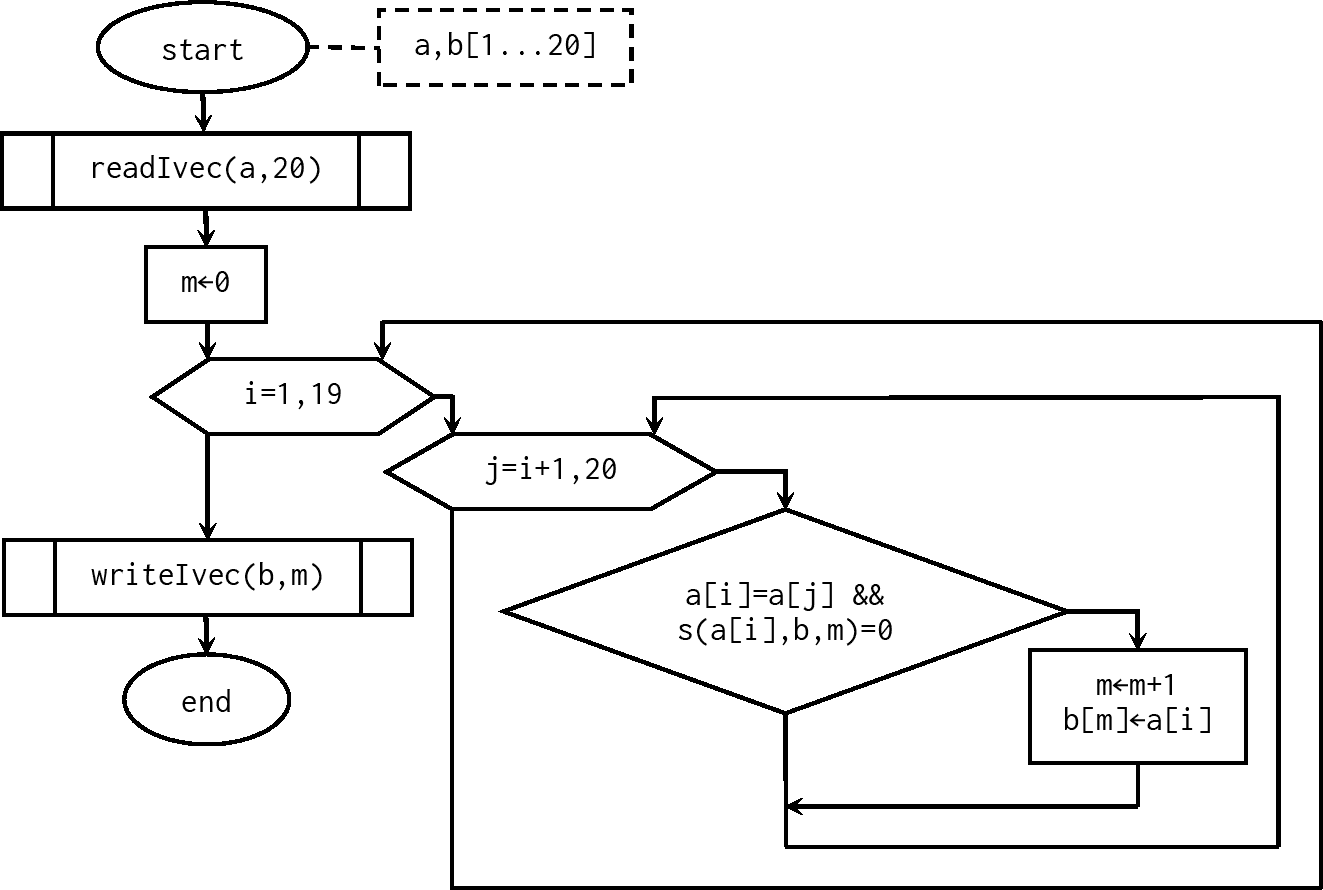 start
a,b[1...20]
readIvec(a,20)
m←0
i=1,19
j=i+1,20
a[i]=a[j] &&
s(a[i],b,m)=0
m←m+1
b[m]←a[i]
writeIvec(b,m)
end